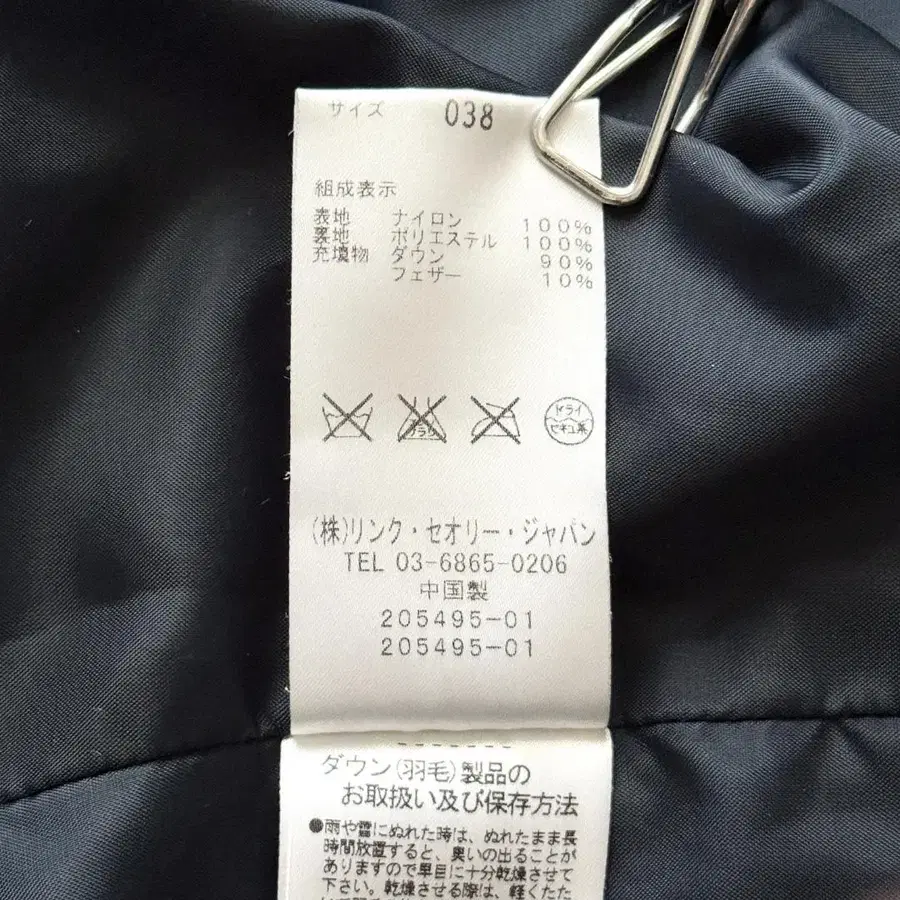 サイズ 038
組成表示
表地 ナイロン 100%
裏地 ポリエステル 100%
充填物 ダウン 90%
フェザー 10%
エンソ
ドライ
セキユ系
(株)リンク・セオリー・ジャパン
TEL 03-6865-0206
中国製
205495-01
205495-01
ダウン(羽毛)製品の
お取扱い及び保存方法
●雨や雪にぬれた時は、ぬれたまま長
時間放置すると、臭いの出ることが
ありますので早目に十分乾燥させて
下さい。乾燥させる際は、軽くたた